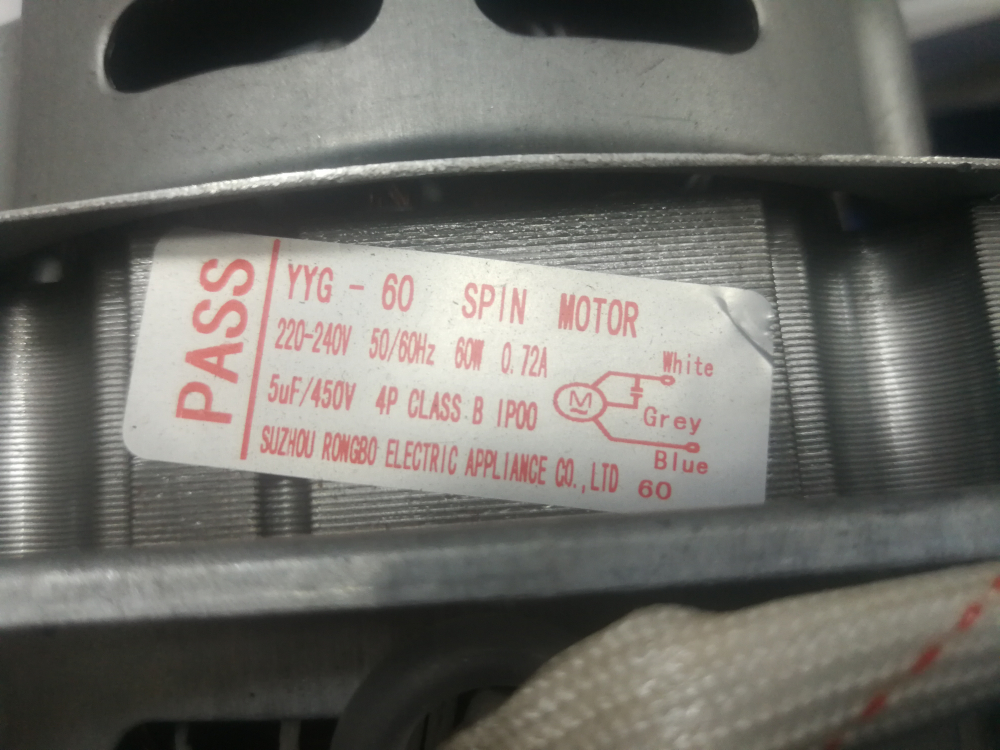 PASS
YYG - 60 SPIN MOTOR
220-240V 50/60Hz 60W 0.72A
5uF/450V 4P CLASS B IP00
SUZHOU RONGBO ELECTRIC APPLIANCE CO.,LTD 60
M
White
Grey
Blue